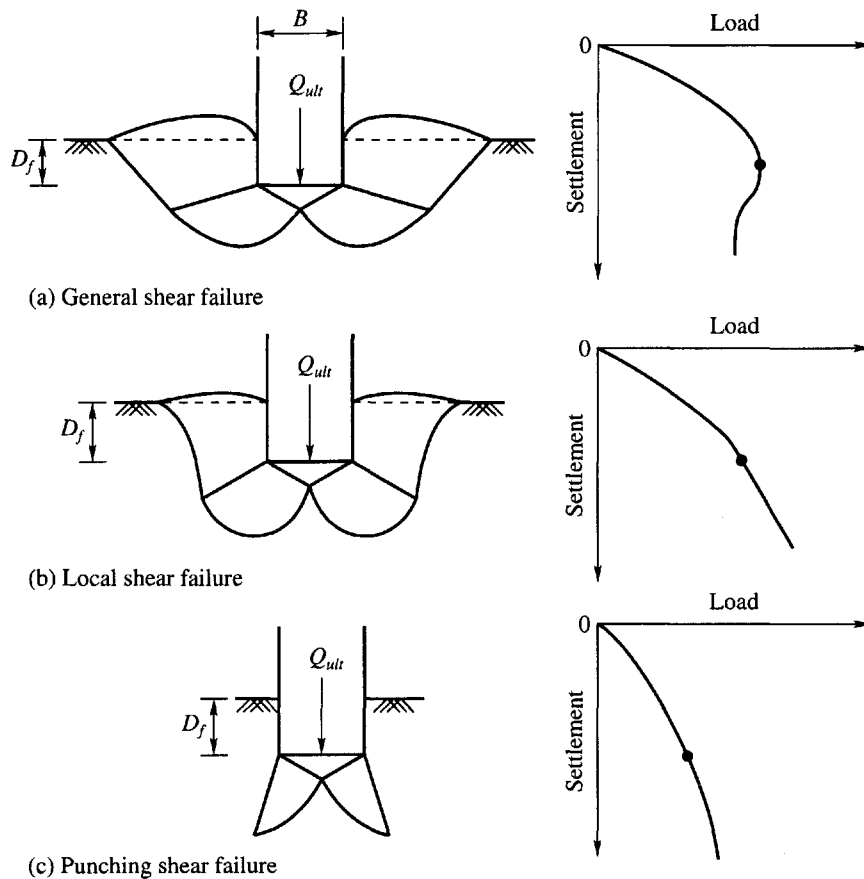 B
Load
0
Q_ult
D_f
Settlement
(a) General shear failure
Load
0
Q_ult
D_f
Settlement
(b) Local shear failure
Load
0
Q_ult
D_f
Settlement
(c) Punching shear failure